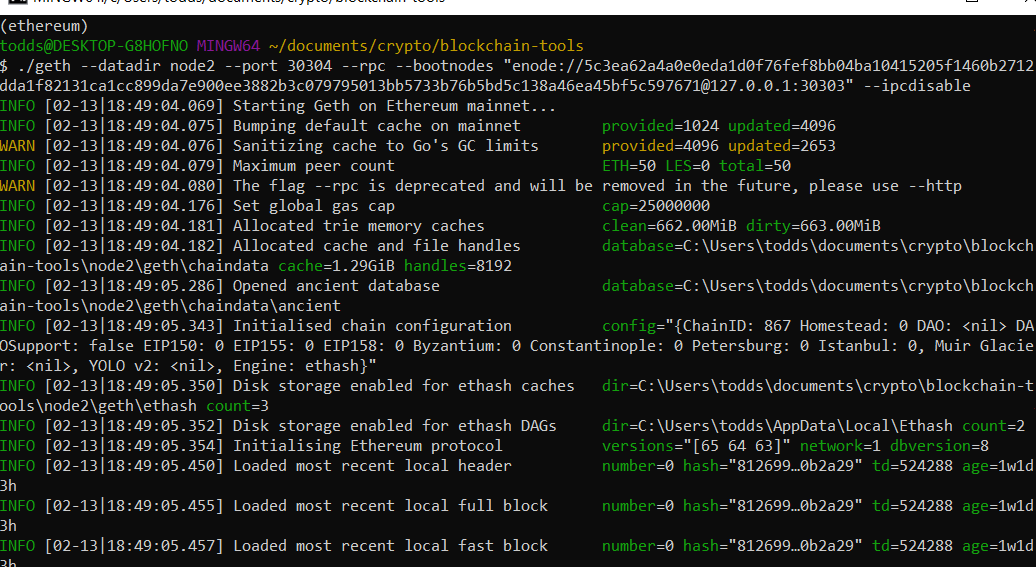 MINGW64:/c/Users/todds/documents/crypto/blockchain-tools
(ethereum)
todds@DESKTOP-G8HOFNO MINGW64 ~/documents/crypto/blockchain-tools
$ ./geth --datadir node2 --port 30304 --rpc --bootnodes "enode://5c3ea62a4a0e0eda1d0f76fef8bb04ba10415205f1460b2712
dda1f82131ca1cc899da7e900ee3882b3c079795013bb5733b76b5bd5c138a46ea45bf5c597671@127.0.0.1:30303" --ipcdisable
INFO [02-13|18:49:04.069] Starting Geth on Ethereum mainnet...
INFO [02-13|18:49:04.075] Bumping default cache on mainnet provided=1024 updated=4096
WARN [02-13|18:49:04.076] Sanitizing cache to Go's GC limits provided=4096 updated=2653
INFO [02-13|18:49:04.079] Maximum peer count ETH=50 LES=0 total=50
WARN [02-13|18:49:04.080] The flag --rpc is deprecated and will be removed in the future, please use --http
INFO [02-13|18:49:04.176] Set global gas cap cap=25000000
INFO [02-13|18:49:04.181] Allocated trie memory caches clean=662.00MiB dirty=663.00MiB
INFO [02-13|18:49:04.182] Allocated cache and file handles database=C:\Users\todds\documents\crypto\blockch
ain-tools\node2\geth\chaindata cache=1.29GiB handles=8192
INFO [02-13|18:49:05.286] Opened ancient database database=C:\Users\todds\documents\crypto\blockch
ain-tools\node2\geth\chaindata\ancient
INFO [02-13|18:49:05.343] Initialised chain configuration config="{ChainID: 867 Homestead: 0 DAO: <nil> DA
OSupport: false EIP150: 0 EIP155: 0 EIP158: 0 Byzantium: 0 Constantinople: 0 Petersburg: 0 Istanbul: 0, Muir Glacie
r: <nil>, YOLO v2: <nil>, Engine: ethash}"
INFO [02-13|18:49:05.350] Disk storage enabled for ethash caches dir=C:\Users\todds\documents\crypto\blockchain-t
ools\node2\geth\ethash count=3
INFO [02-13|18:49:05.352] Disk storage enabled for ethash DAGs dir=C:\Users\todds\AppData\Local\Ethash count=2
INFO [02-13|18:49:05.354] Initialising Ethereum protocol versions="[65 64 63]" network=1 dbversion=8
INFO [02-13|18:49:05.450] Loaded most recent local header number=0 hash="812699…0b2a29" td=524288 age=1w1d
3h
INFO [02-13|18:49:05.455] Loaded most recent local full block number=0 hash="812699…0b2a29" td=524288 age=1w1d
3h
INFO [02-13|18:49:05.457] Loaded most recent local fast block number=0 hash="812699…0b2a29" td=524288 age=1w1d
3h